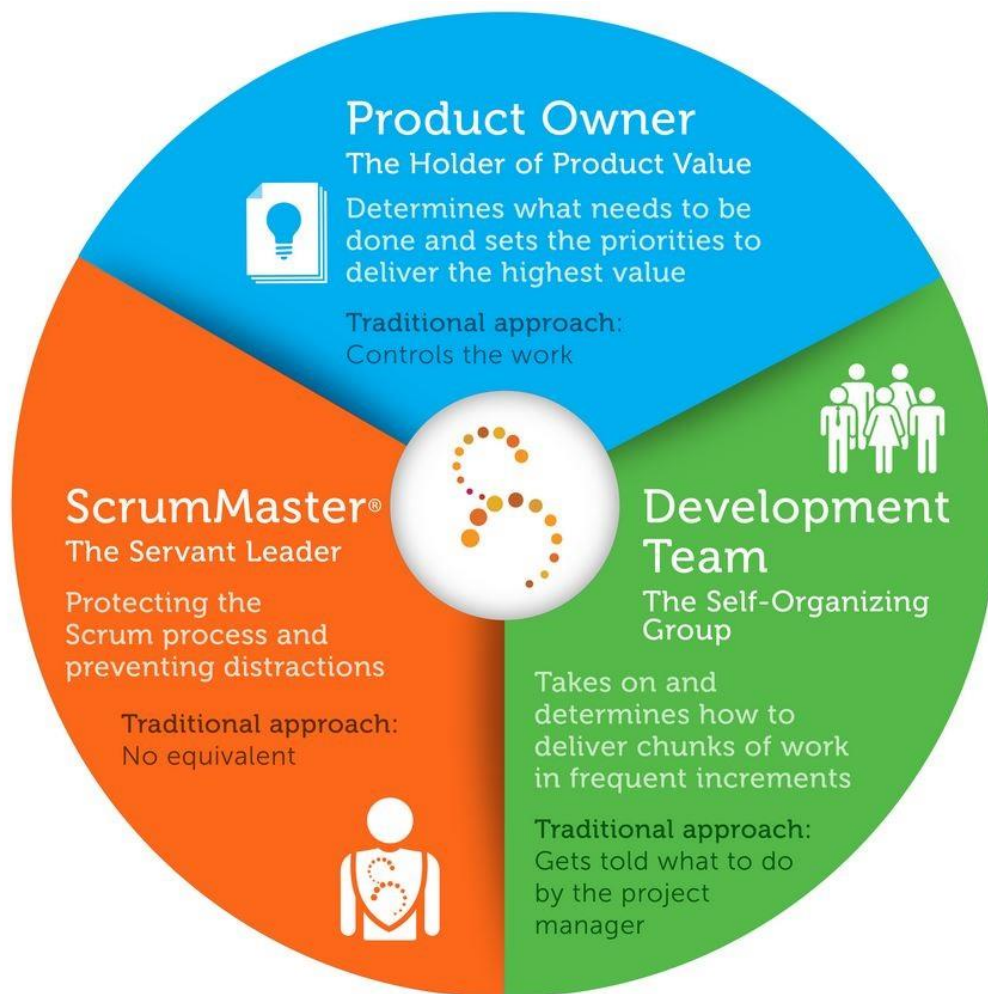 Product Owner
The Holder of Product Value
Determines what needs to be
done and sets the priorities to
deliver the highest value
Traditional approach:
Controls the work
ScrumMaster®
The Servant Leader
Protecting the
Scrum process and
preventing distractions
Traditional approach:
No equivalent
Development
Team
The Self-Organizing
Group
Takes on and
determines how to
deliver chunks of work
in frequent increments
Traditional approach:
Gets told what to do
by the project
manager